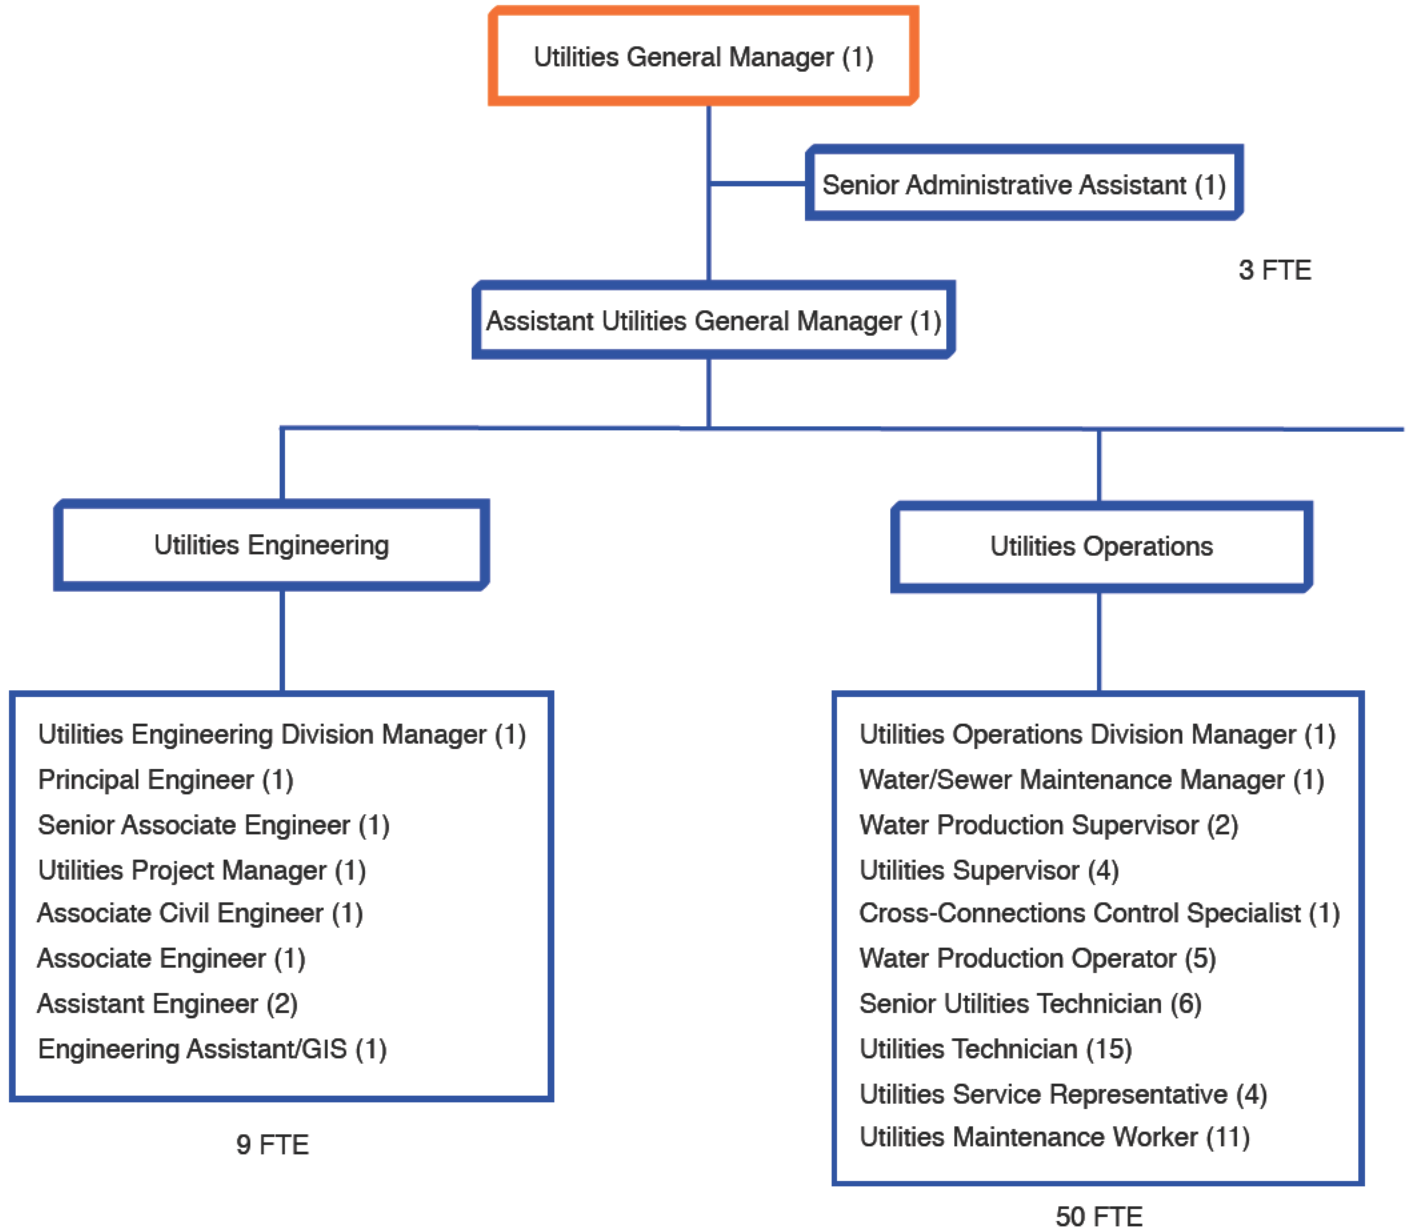 Utilities General Manager (1)
Senior Administrative Assistant (1)
3 FTE
Assistant Utilities General Manager (1)
Utilities Engineering
Utilities Engineering Division Manager (1)
Principal Engineer (1)
Senior Associate Engineer (1)
Utilities Project Manager (1)
Associate Civil Engineer (1)
Associate Engineer (1)
Assistant Engineer (2)
Engineering Assistant/GIS (1)
9 FTE
Utilities Operations
Utilities Operations Division Manager (1)
Water/Sewer Maintenance Manager (1)
Water Production Supervisor (2)
Utilities Supervisor (4)
Cross-Connections Control Specialist (1)
Water Production Operator (5)
Senior Utilities Technician (6)
Utilities Technician (15)
Utilities Service Representative (4)
Utilities Maintenance Worker (11)
50 FTE